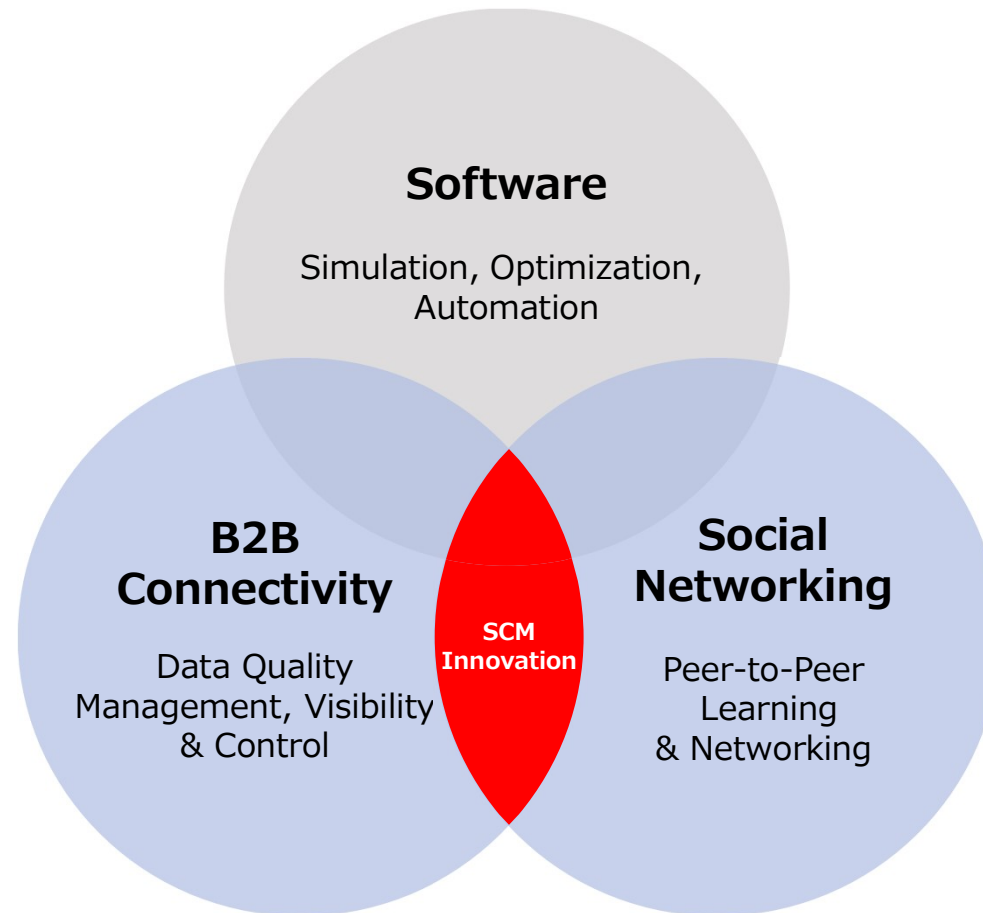 Software
Simulation, Optimization,
Automation
B2B
Connectivity
Data Quality
Management, Visibility
& Control
SCM
Innovation
Social
Networking
Peer-to-Peer
Learning
& Networking